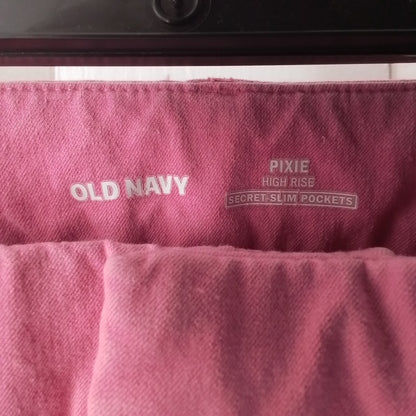 OLD NAVY
PIXIE
HIGH RISE
SECRET-SLIM POCKETS